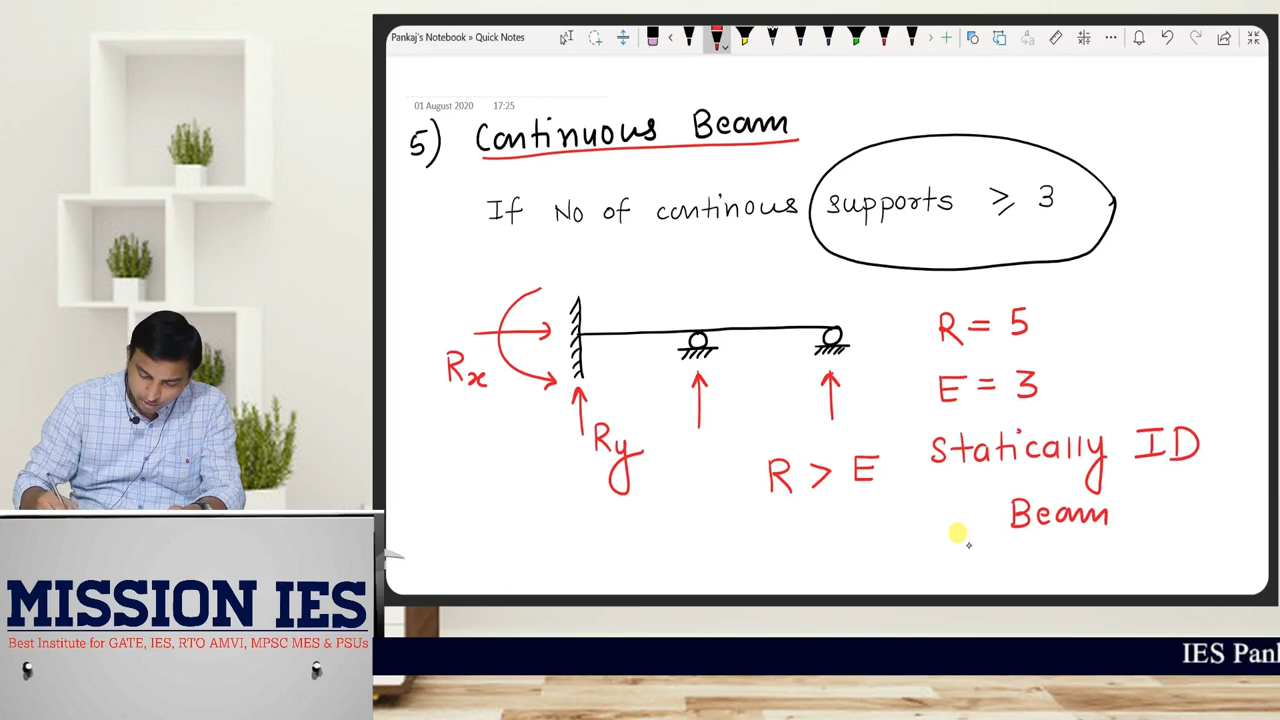 Pankaj's Notebook » Quick Notes
01 August 2020 17:25
5) Continuous Beam
If No of continous supports ⩾ 3
Rx
Ry
R = 5
E = 3
R > E
Statically ID
Beam
MISSION IES
Best Institute for GATE, IES, RTO AMVI, MPSC MES & PSUs
IES Pank